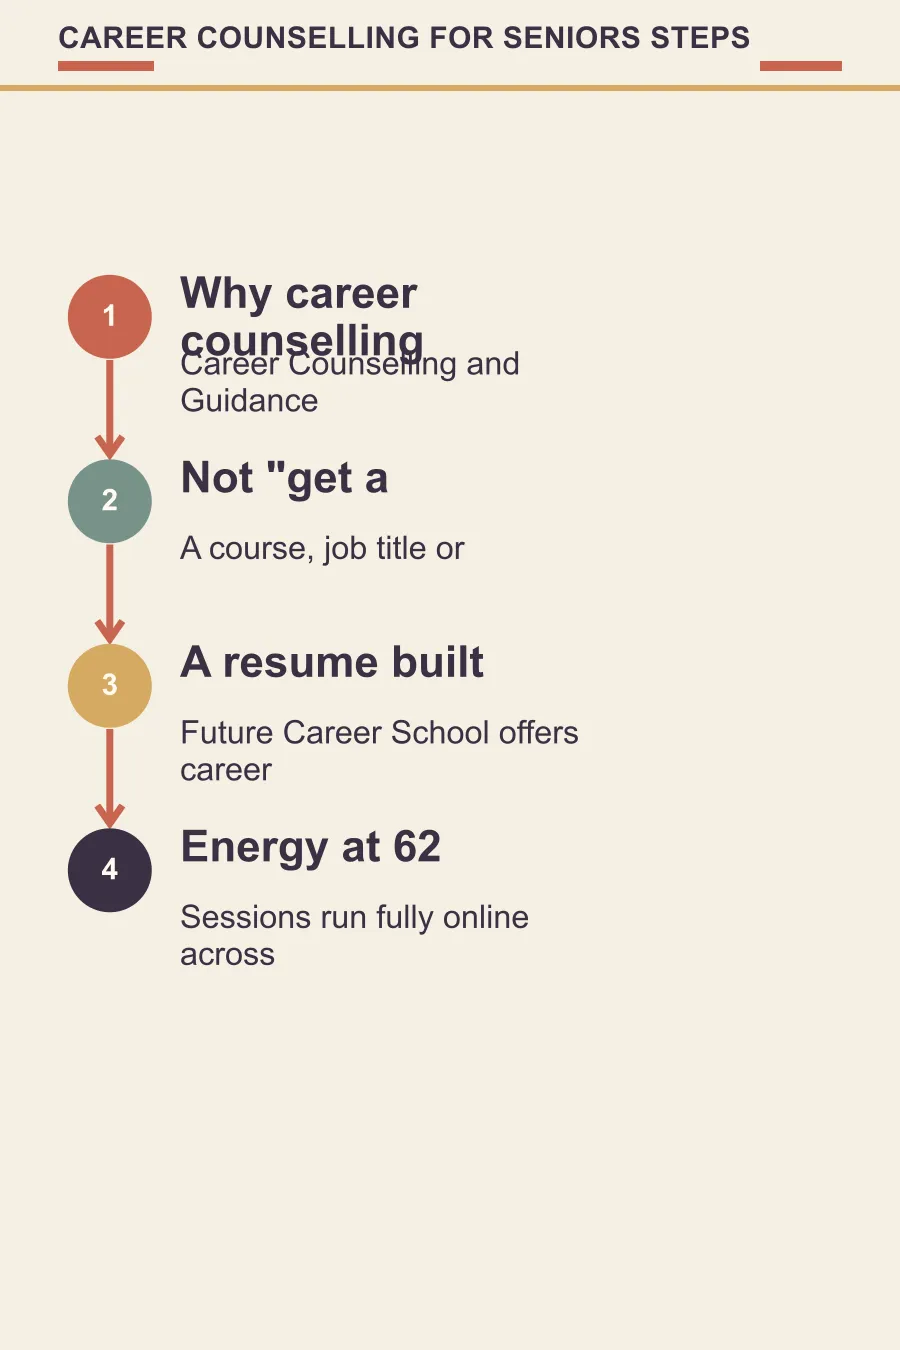 CAREER COUNSELLING FOR SENIORS STEPS
1
Why career
counselling
Career Counselling and
Guidance
2
Not "get a
A course, job title or
3
A resume built
Future Career School offers
career
4
Energy at 62
Sessions run fully online
across